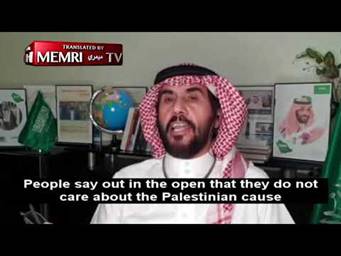 TRANSLATED BY
MEMRI
ميمري
TV
People say out in the open that they do not
care about the Palestinian cause